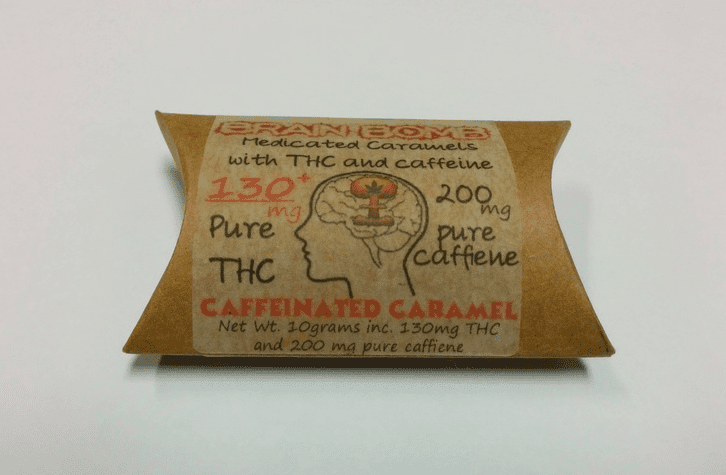 BRAIN BOMB
Medicated Caramels
with THC and caffeine
130+
mg
Pure
THC
200
mg
pure
caffiene
CAFFEINATED CARAMEL
Net Wt. 10grams inc. 130mg THC
and 200 mg pure caffiene